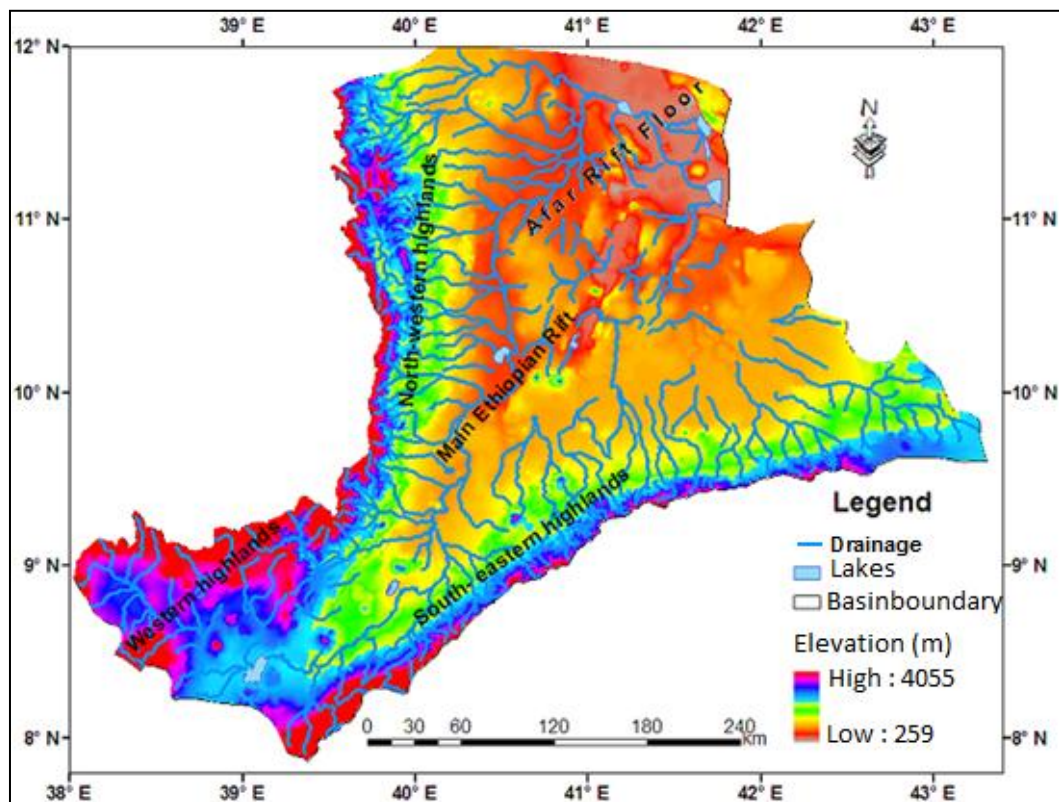 39° E 40° E 41° E 42° E 43° E
12° N
12° N
11° N
11° N
10° N
10° N
9° N
9° N
8° N
8° N
N
Afar Rift Floor
North-western highlands
Main Ethiopian Rift
South- eastern highlands
Western highlands
Legend
Drainage
Lakes
Basinboundary
Elevation (m)
High : 4055
Low : 259
0 30 60 120 180 240
km
38° E 39° E 40° E 41° E 42° E 43° E